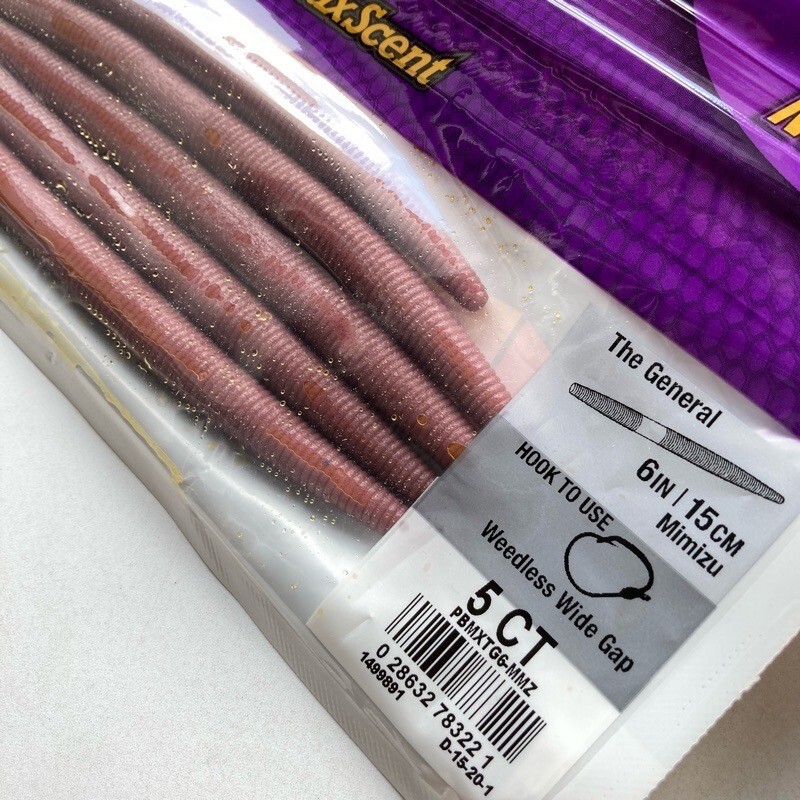 xScent
The General
6IN | 15CM
Mimizu
HOOK TO USE
Weedless Wide Gap
5 CT
PBMXTG6-MMZ
0 28632 78322 1
1499891
D-15-20-1